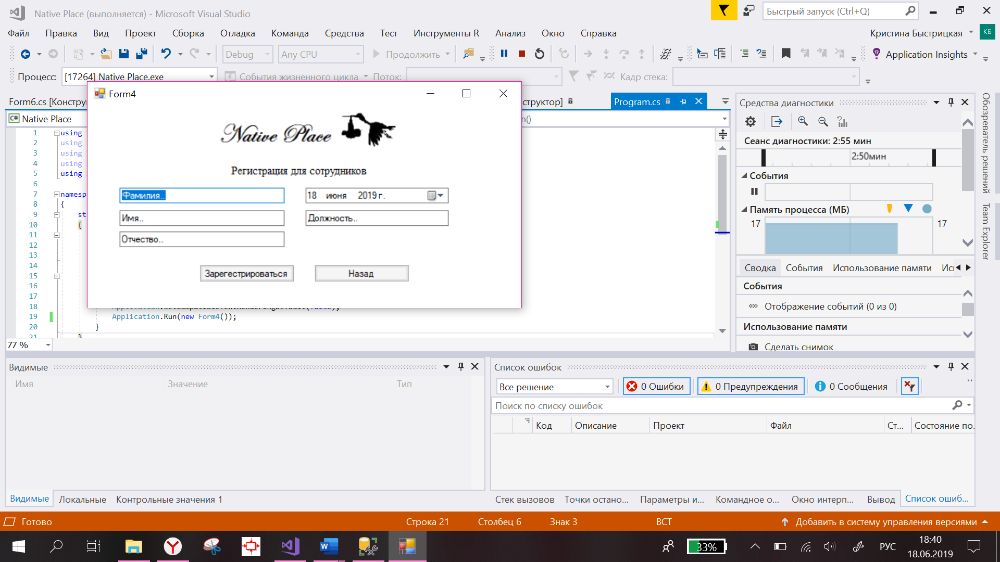 Native Place (выполняется) - Microsoft Visual Studio
Быстрый запуск (Ctrl+Q)
Файл Правка Вид Проект Сборка Отладка Команда Средства Тест Инструменты R Анализ Окно Справка
Кристина Быстрицкая КБ
Debug Any CPU Продолжить Application Insights
Процесс: [17264] Native Place.exe События жизненного цикла Поток: Кадр стека:
Form6.cs [Констру
структор] Program.cs
C# Native Place
n()
Form4
Native Place
Регистрация для сотрудников
Фамилия..
18 июня 2019 г.
Имя..
Должность..
Отчество..
Зарегестрироваться Назад
1 using
2 using
3 using
4 using
5 using
6
7 namesp
8 {
9 st
10 {
11
12
13
14
15
16
17
18 Application.SetCompatibleTextRenderingDefault(false);
19 Application.Run(new Form4());
20 }
21 }
77 %
Средства диагностики
Сеанс диагностики: 2:55 мин
2:50мин
События
Память процесса (МБ)
17 17
Сводка События Использование памяти Ис
События
Отображение событий (0 из 0)
Использование памяти
Сделать снимок
Обозреватель решений
Team Explorer
Видимые
Имя Значение Тип
Видимые Локальные Контрольные значения 1
Список ошибок
Все решение 0 Ошибки 0 Предупреждения 0 Сообщения
Поиск по списку ошибок
Код Описание Проект Файл Ст... Состояние по.
Стек вызовов Точки остано... Параметры и... Командное о... Окно интерп... Вывод Список ошиб...
Готово Строка 21 Столбец 6 Знак 3 ВСТ Добавить в систему управления версиями
33% РУС 18:40
18.06.2019